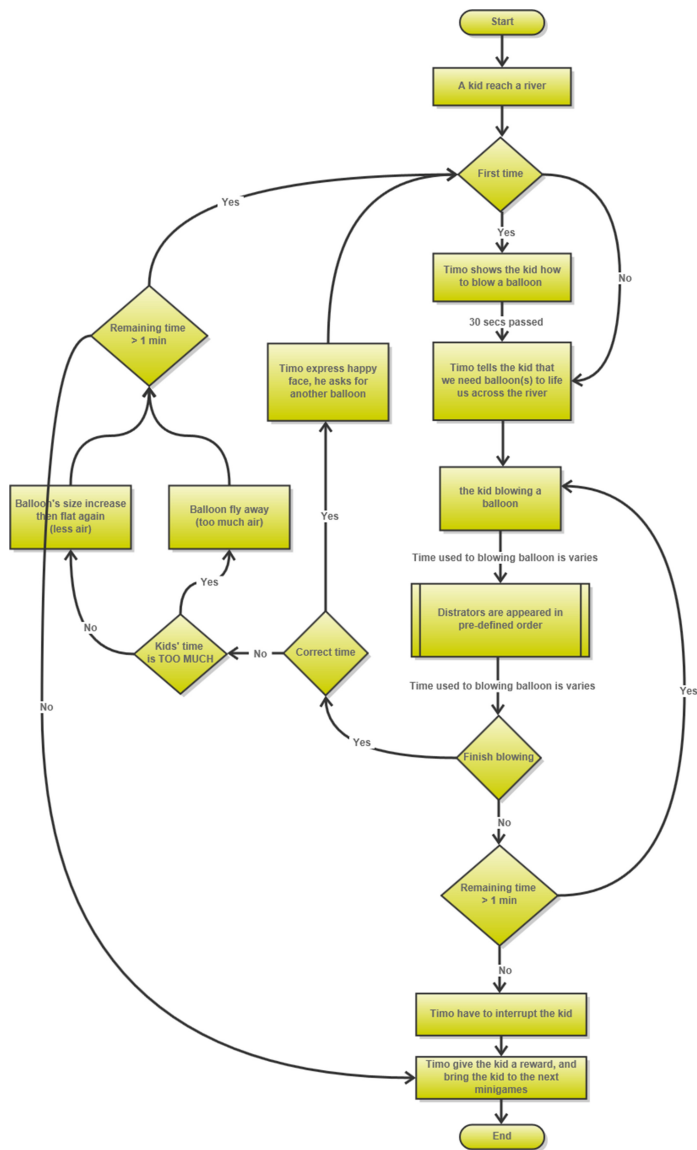 Start
A kid reach a river
First time
Yes
Yes
No
Timo shows the kid how
to blow a balloon
30 secs passed
Remaining time
> 1 min
Timo express happy
face, he asks for
another balloon
Timo tells the kid that
we need balloon(s) to life
us across the river
Balloon's size increase
then flat again
(less air)
Balloon fly away
(too much air)
the kid blowing a
balloon
Yes
Time used to blowing balloon is varies
Yes
Distrators are appeared in
pre-defined order
No
Kids' time
is TOO MUCH
No
Correct time
Time used to blowing balloon is varies
Yes
No
Yes
Finish blowing
No
Remaining time
> 1 min
No
Timo have to interrupt the kid
Timo give the kid a reward, and
bring the kid to the next
minigames
End